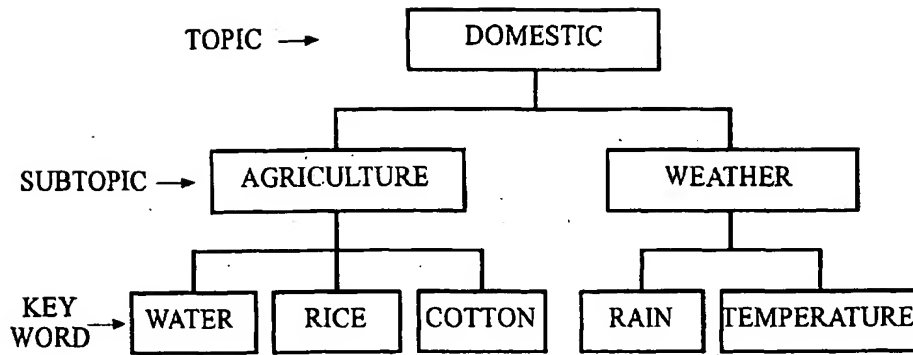 TOPIC → DOMESTIC
SUBTOPIC → AGRICULTURE WEATHER
KEY
WORD → WATER RICE COTTON RAIN TEMPERATURE